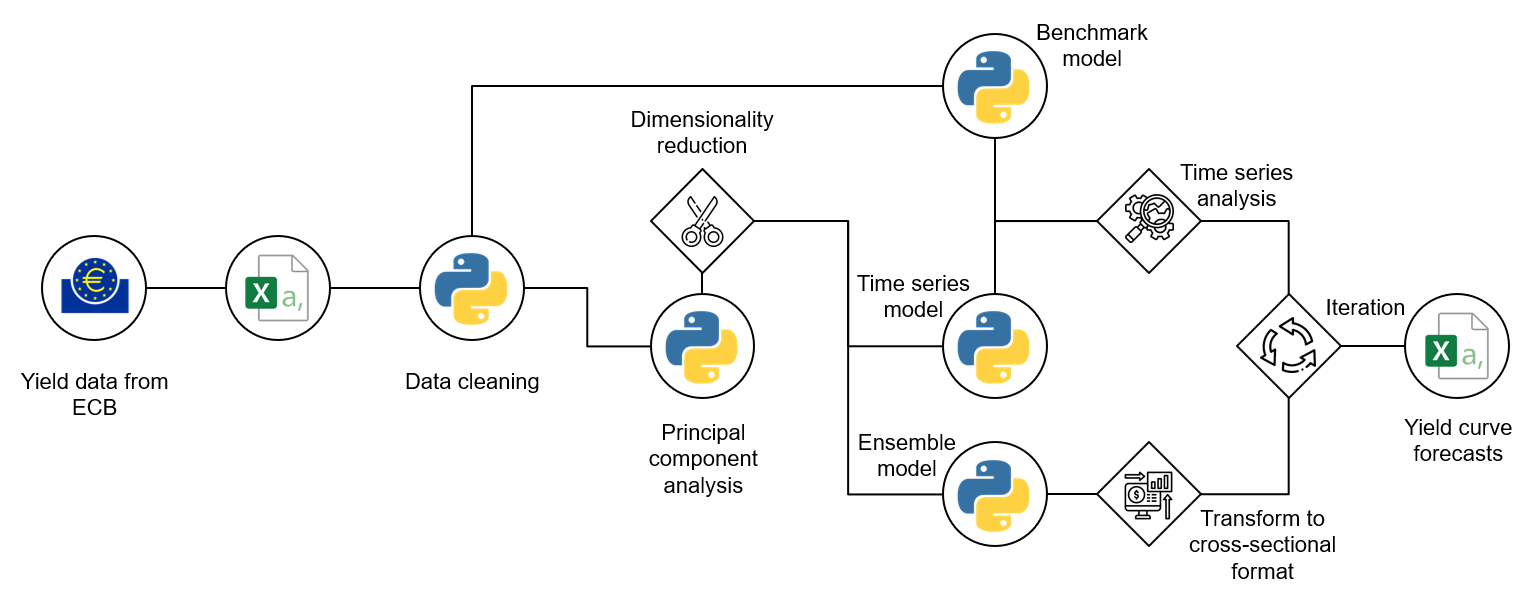 Benchmark
model
Dimensionality
reduction
Time series
analysis
Time series
model
Iteration
X
a,
X
a,
Yield data from
ECB
Data cleaning
Principal
component
analysis
Ensemble
model
Yield curve
forecasts
Transform to
cross-sectional
format